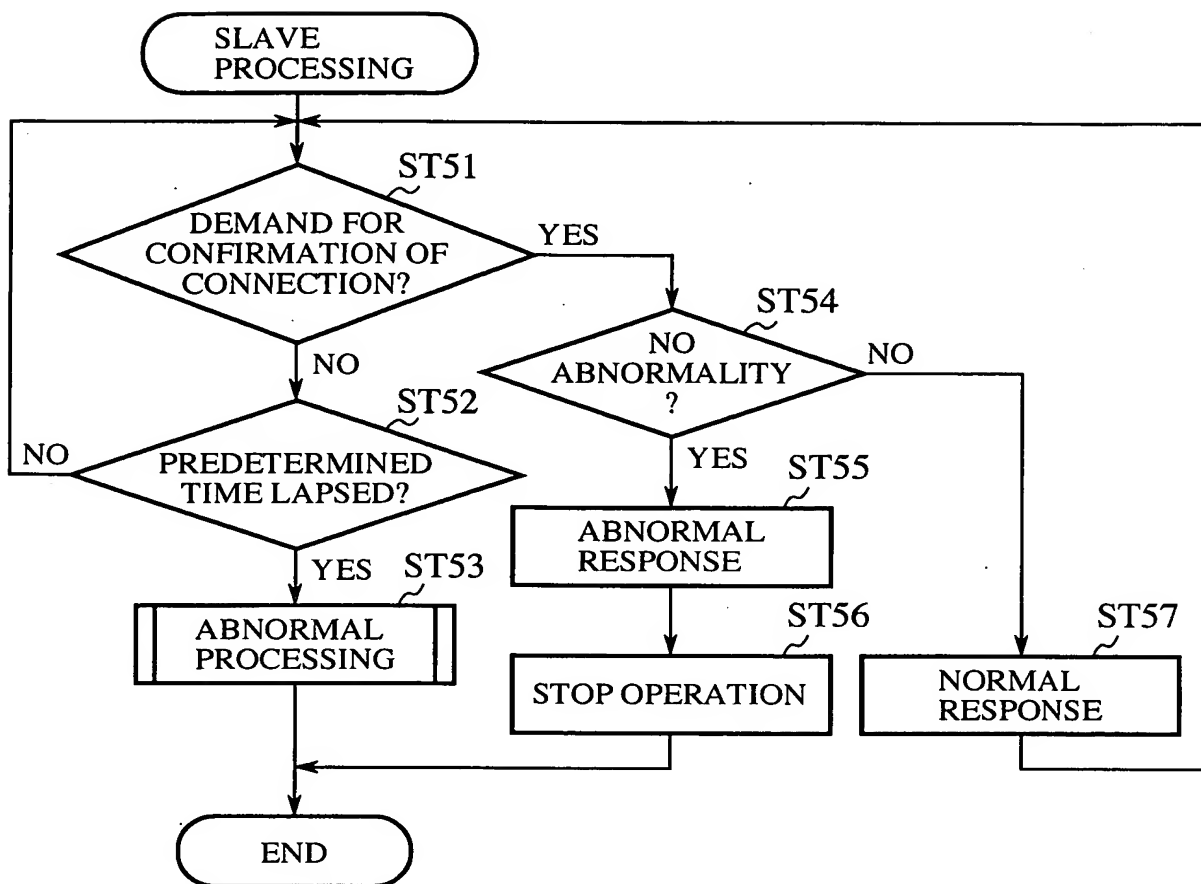 SLAVE
PROCESSING
ST51
DEMAND FOR
CONFIRMATION OF
CONNECTION?
YES
NO
ST54
NO
ABNORMALITY
?
NO
YES
ST52
PREDETERMINED
TIME LAPSED?
NO
YES
ST53
ABNORMAL
PROCESSING
ST55
ABNORMAL
RESPONSE
ST56
STOP OPERATION
ST57
NORMAL
RESPONSE
END